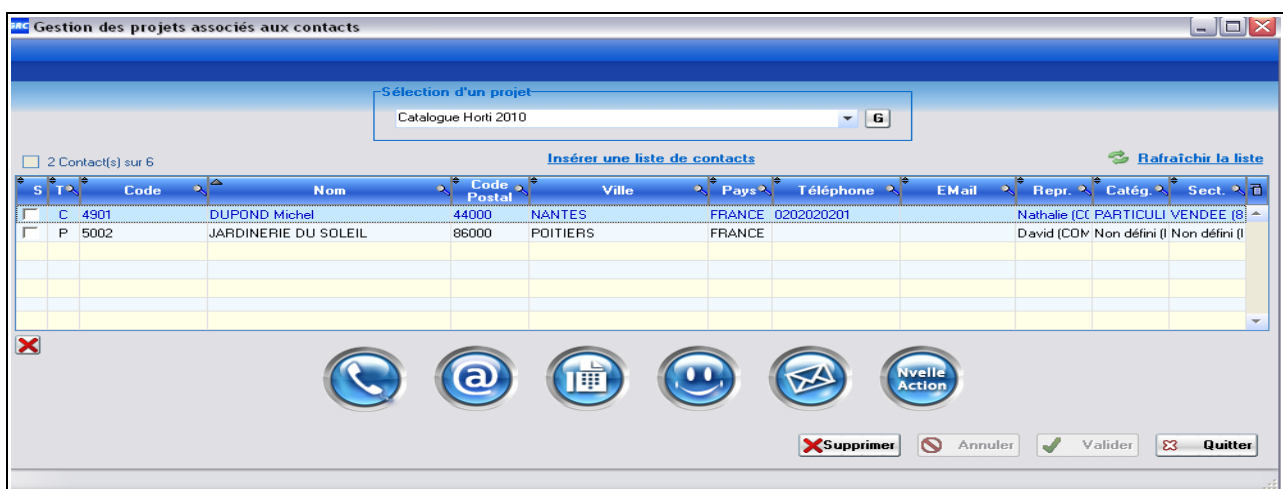 GRC Gestion des projets associés aux contacts
Sélection d'un projet
Catalogue Horti 2010 G
2 Contact(s) sur 6 Insérer une liste de contacts Rafraîchir la liste
S T Code Nom Code Postal Ville Pays Téléphone EMail Repr. Catég. Sect.
C 4901 DUPOND Michel 44000 NANTES FRANCE 0202020201 Nathalie (CO PARTICULI VENDEE (8
P 5002 JARDINERIE DU SOLEIL 86000 POITIERS FRANCE David (COM Non défini (I Non défini (I
@ Nvelle Action
Supprimer Annuler Valider Quitter